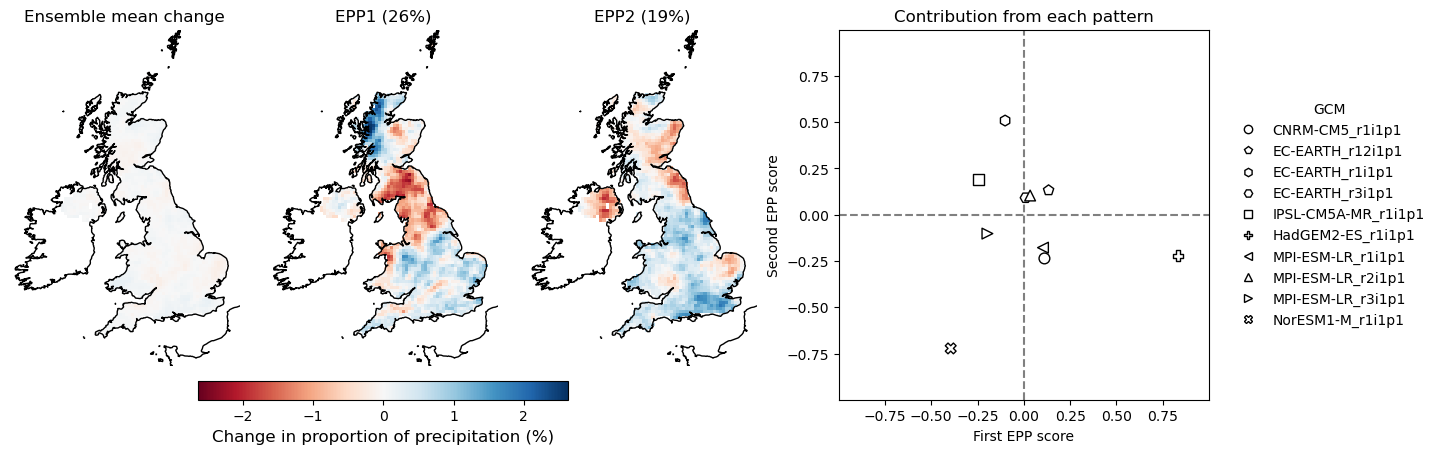 Ensemble mean change
EPP1 (26%)
EPP2 (19%)
−2 −1 0 1 2
Change in proportion of precipitation (%)
Contribution from each pattern
0.75
0.50
0.25
0.00
−0.25
−0.50
−0.75
Second EPP score
−0.75 −0.50 −0.25 0.00 0.25 0.50 0.75
First EPP score
GCM
CNRM-CM5_r1i1p1
EC-EARTH_r12i1p1
EC-EARTH_r1i1p1
EC-EARTH_r3i1p1
IPSL-CM5A-MR_r1i1p1
HadGEM2-ES_r1i1p1
MPI-ESM-LR_r1i1p1
MPI-ESM-LR_r2i1p1
MPI-ESM-LR_r3i1p1
NorESM1-M_r1i1p1